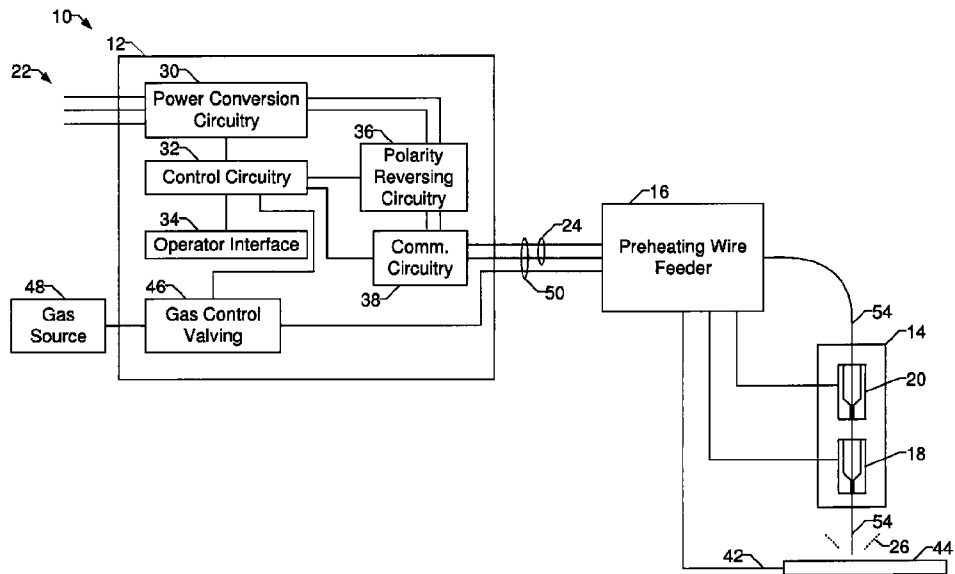 10
12
22
30
Power Conversion
Circuitry
36
Polarity
Reversing
Circuitry
32
Control Circuitry
16
24
Preheating Wire
Feeder
34
Operator Interface
Comm.
Circuitry
38
50
48
Gas
Source
46
Gas Control
Valving
54
14
20
18
54
26
44
42